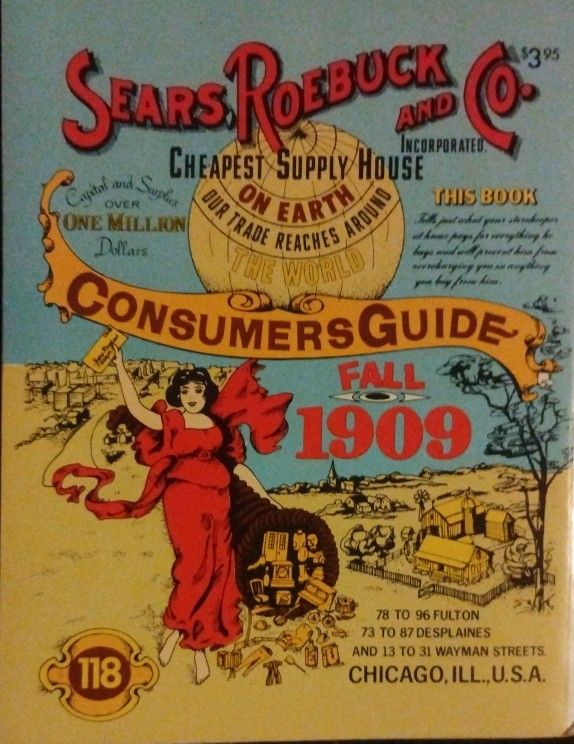 $3.95
SEARS, ROEBUCK AND CO.
INCORPORATED.
CHEAPEST SUPPLY HOUSE
ON EARTH
OUR TRADE REACHES AROUND
THE WORLD
Capital and Surplus
OVER
ONE MILLION
Dollars
THIS BOOK
Tells just what your storekeeper
at home pays for everything he
buys and will prevent him from
overcharging you on anything
you buy from him.
CONSUMERS GUIDE
FALL
1909
78 TO 96 FULTON
73 TO 87 DESPLAINES
AND 13 TO 31 WAYMAN STREETS.
CHICAGO, ILL., U.S.A.
118